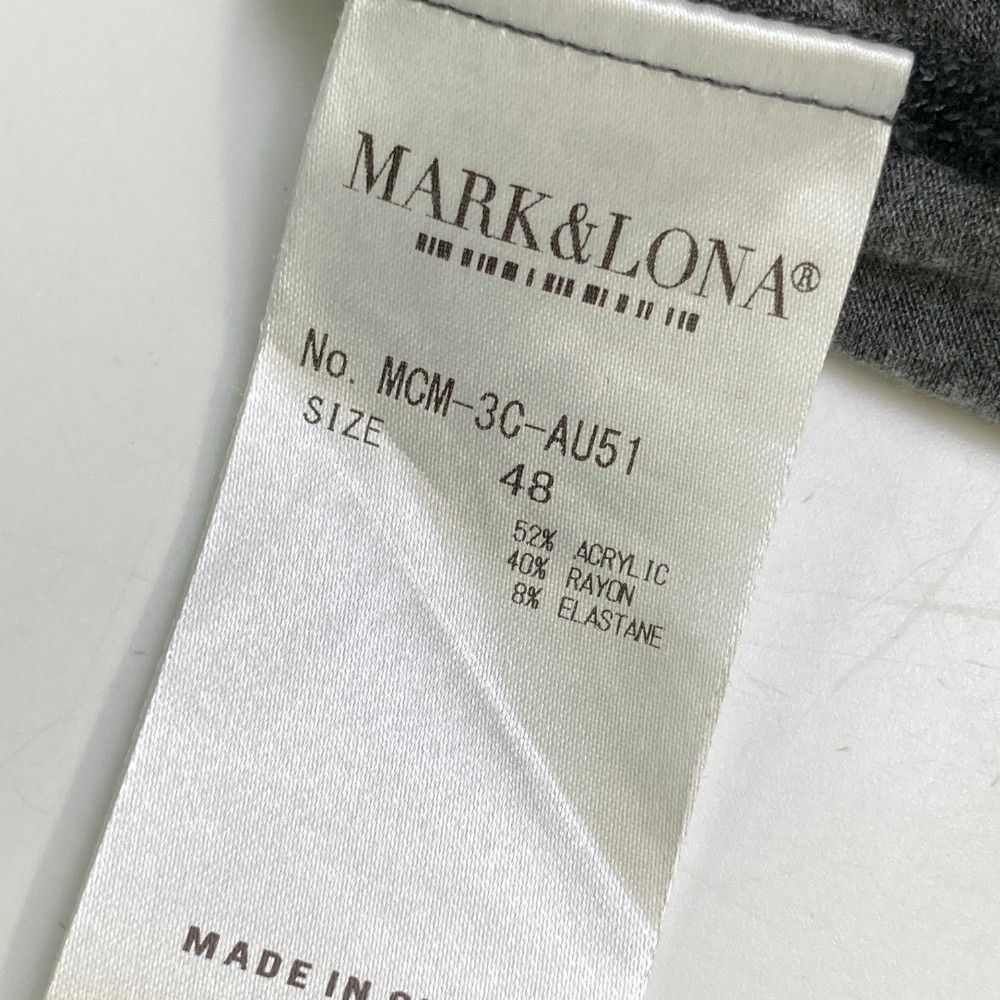 MARK&LONA®
No. MCM-3C-AU51
SIZE
48
52% ACRYLIC
40% RAYON
8% ELASTANE
MADE IN